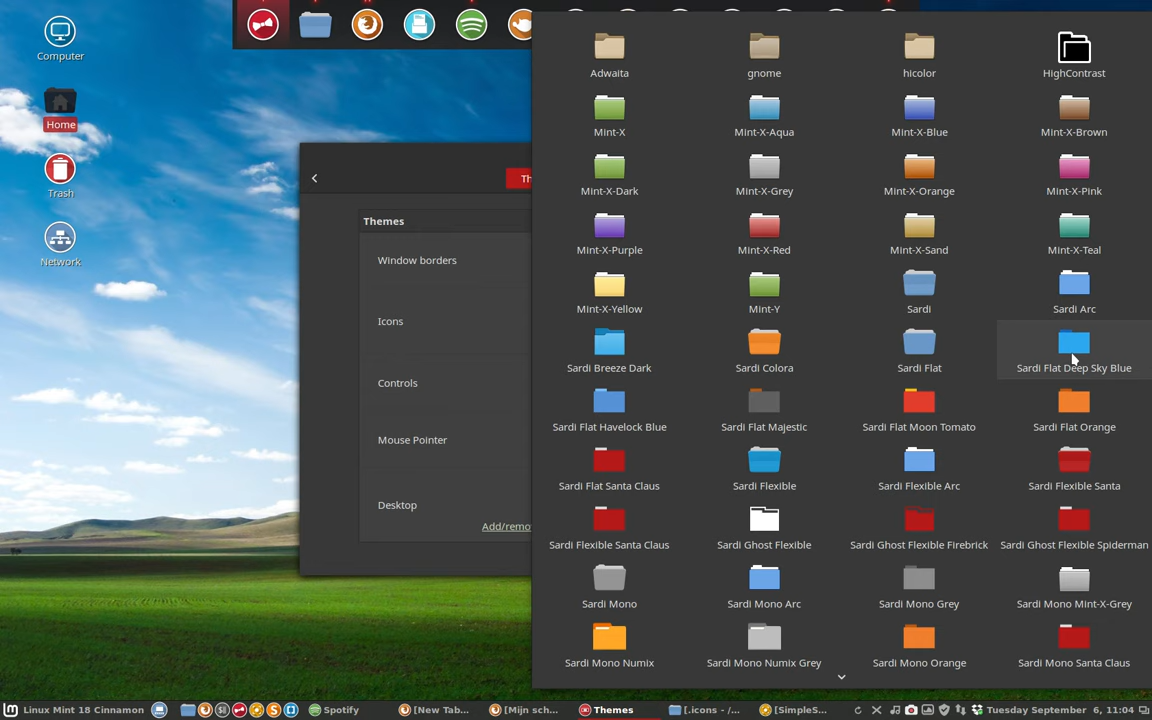 Computer
Home
Trash
Network
Th
Themes
Window borders
Icons
Controls
Mouse Pointer
Desktop
Add/remo
Adwaita gnome hicolor HighContrast
Mint-X Mint-X-Aqua Mint-X-Blue Mint-X-Brown
Mint-X-Dark Mint-X-Grey Mint-X-Orange Mint-X-Pink
Mint-X-Purple Mint-X-Red Mint-X-Sand Mint-X-Teal
Mint-X-Yellow Mint-Y Sardi Sardi Arc
Sardi Breeze Dark Sardi Colora Sardi Flat Sardi Flat Deep Sky Blue
Sardi Flat Havelock Blue Sardi Flat Majestic Sardi Flat Moon Tomato Sardi Flat Orange
Sardi Flat Santa Claus Sardi Flexible Sardi Flexible Arc Sardi Flexible Santa
Sardi Flexible Santa Claus Sardi Ghost Flexible Sardi Ghost Flexible Firebrick Sardi Ghost Flexible Spiderman
Sardi Mono Sardi Mono Arc Sardi Mono Grey Sardi Mono Mint-X-Grey
Sardi Mono Numix Sardi Mono Numix Grey Sardi Mono Orange Sardi Mono Santa Claus
Linux Mint 18 Cinnamon Spotify [New Tab... [Mijn sch... Themes [.icons - /... [SimpleS... Tuesday September  6, 11:04